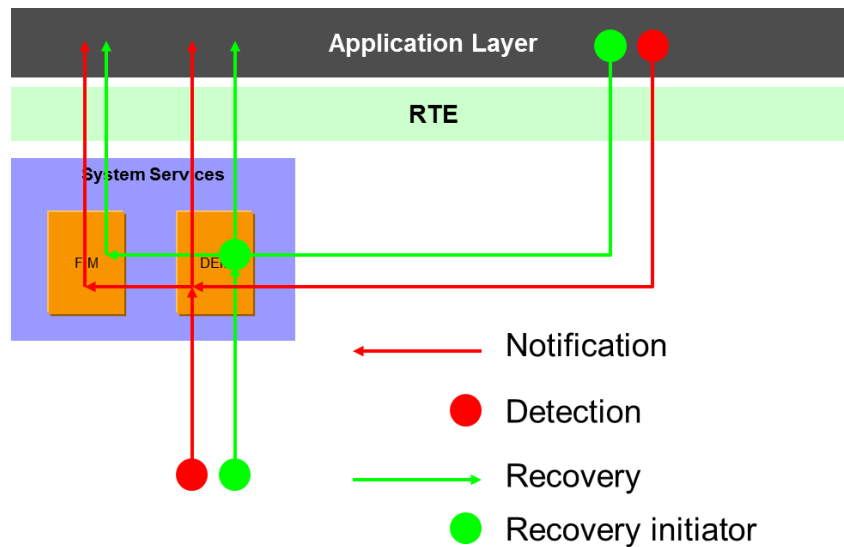 Application Layer
RTE
System Services
Notification
Detection
Recovery
Recovery initiator